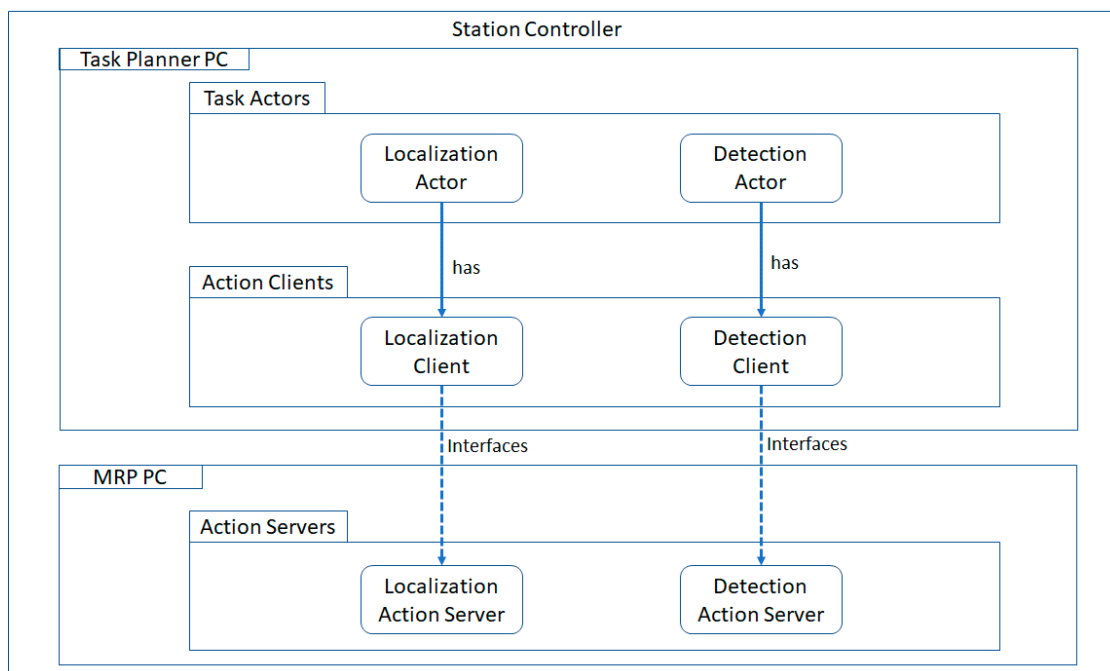 Station Controller
Task Planner PC
Task Actors
Localization
Actor
Detection
Actor
has
has
Action Clients
Localization
Client
Detection
Client
Interfaces
Interfaces
MRP PC
Action Servers
Localization
Action Server
Detection
Action Server